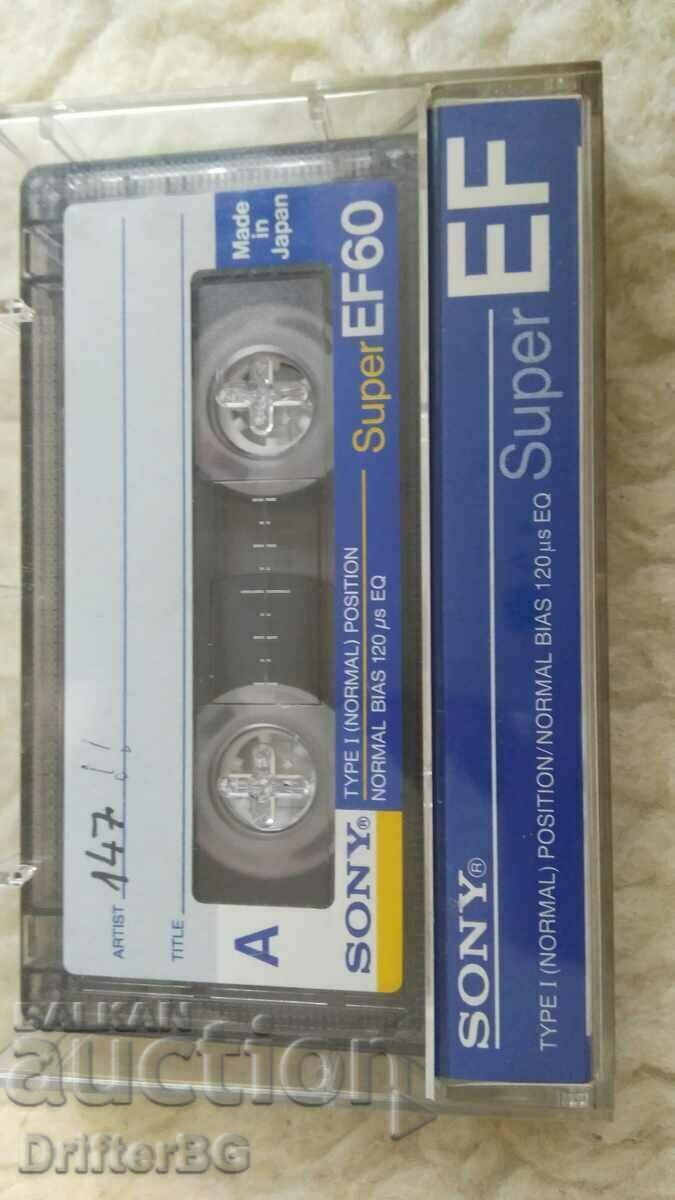 ARTIST 147 !!
TITLE
A
Made
in
Japan
SONY® TYPE I (NORMAL) POSITION
NORMAL BIAS 120 µs EQ
Super EF60
SONY® TYPE I (NORMAL) POSITION/NORMAL BIAS 120 µs EQ Super EF
BALKAN
auction
DrifterBG